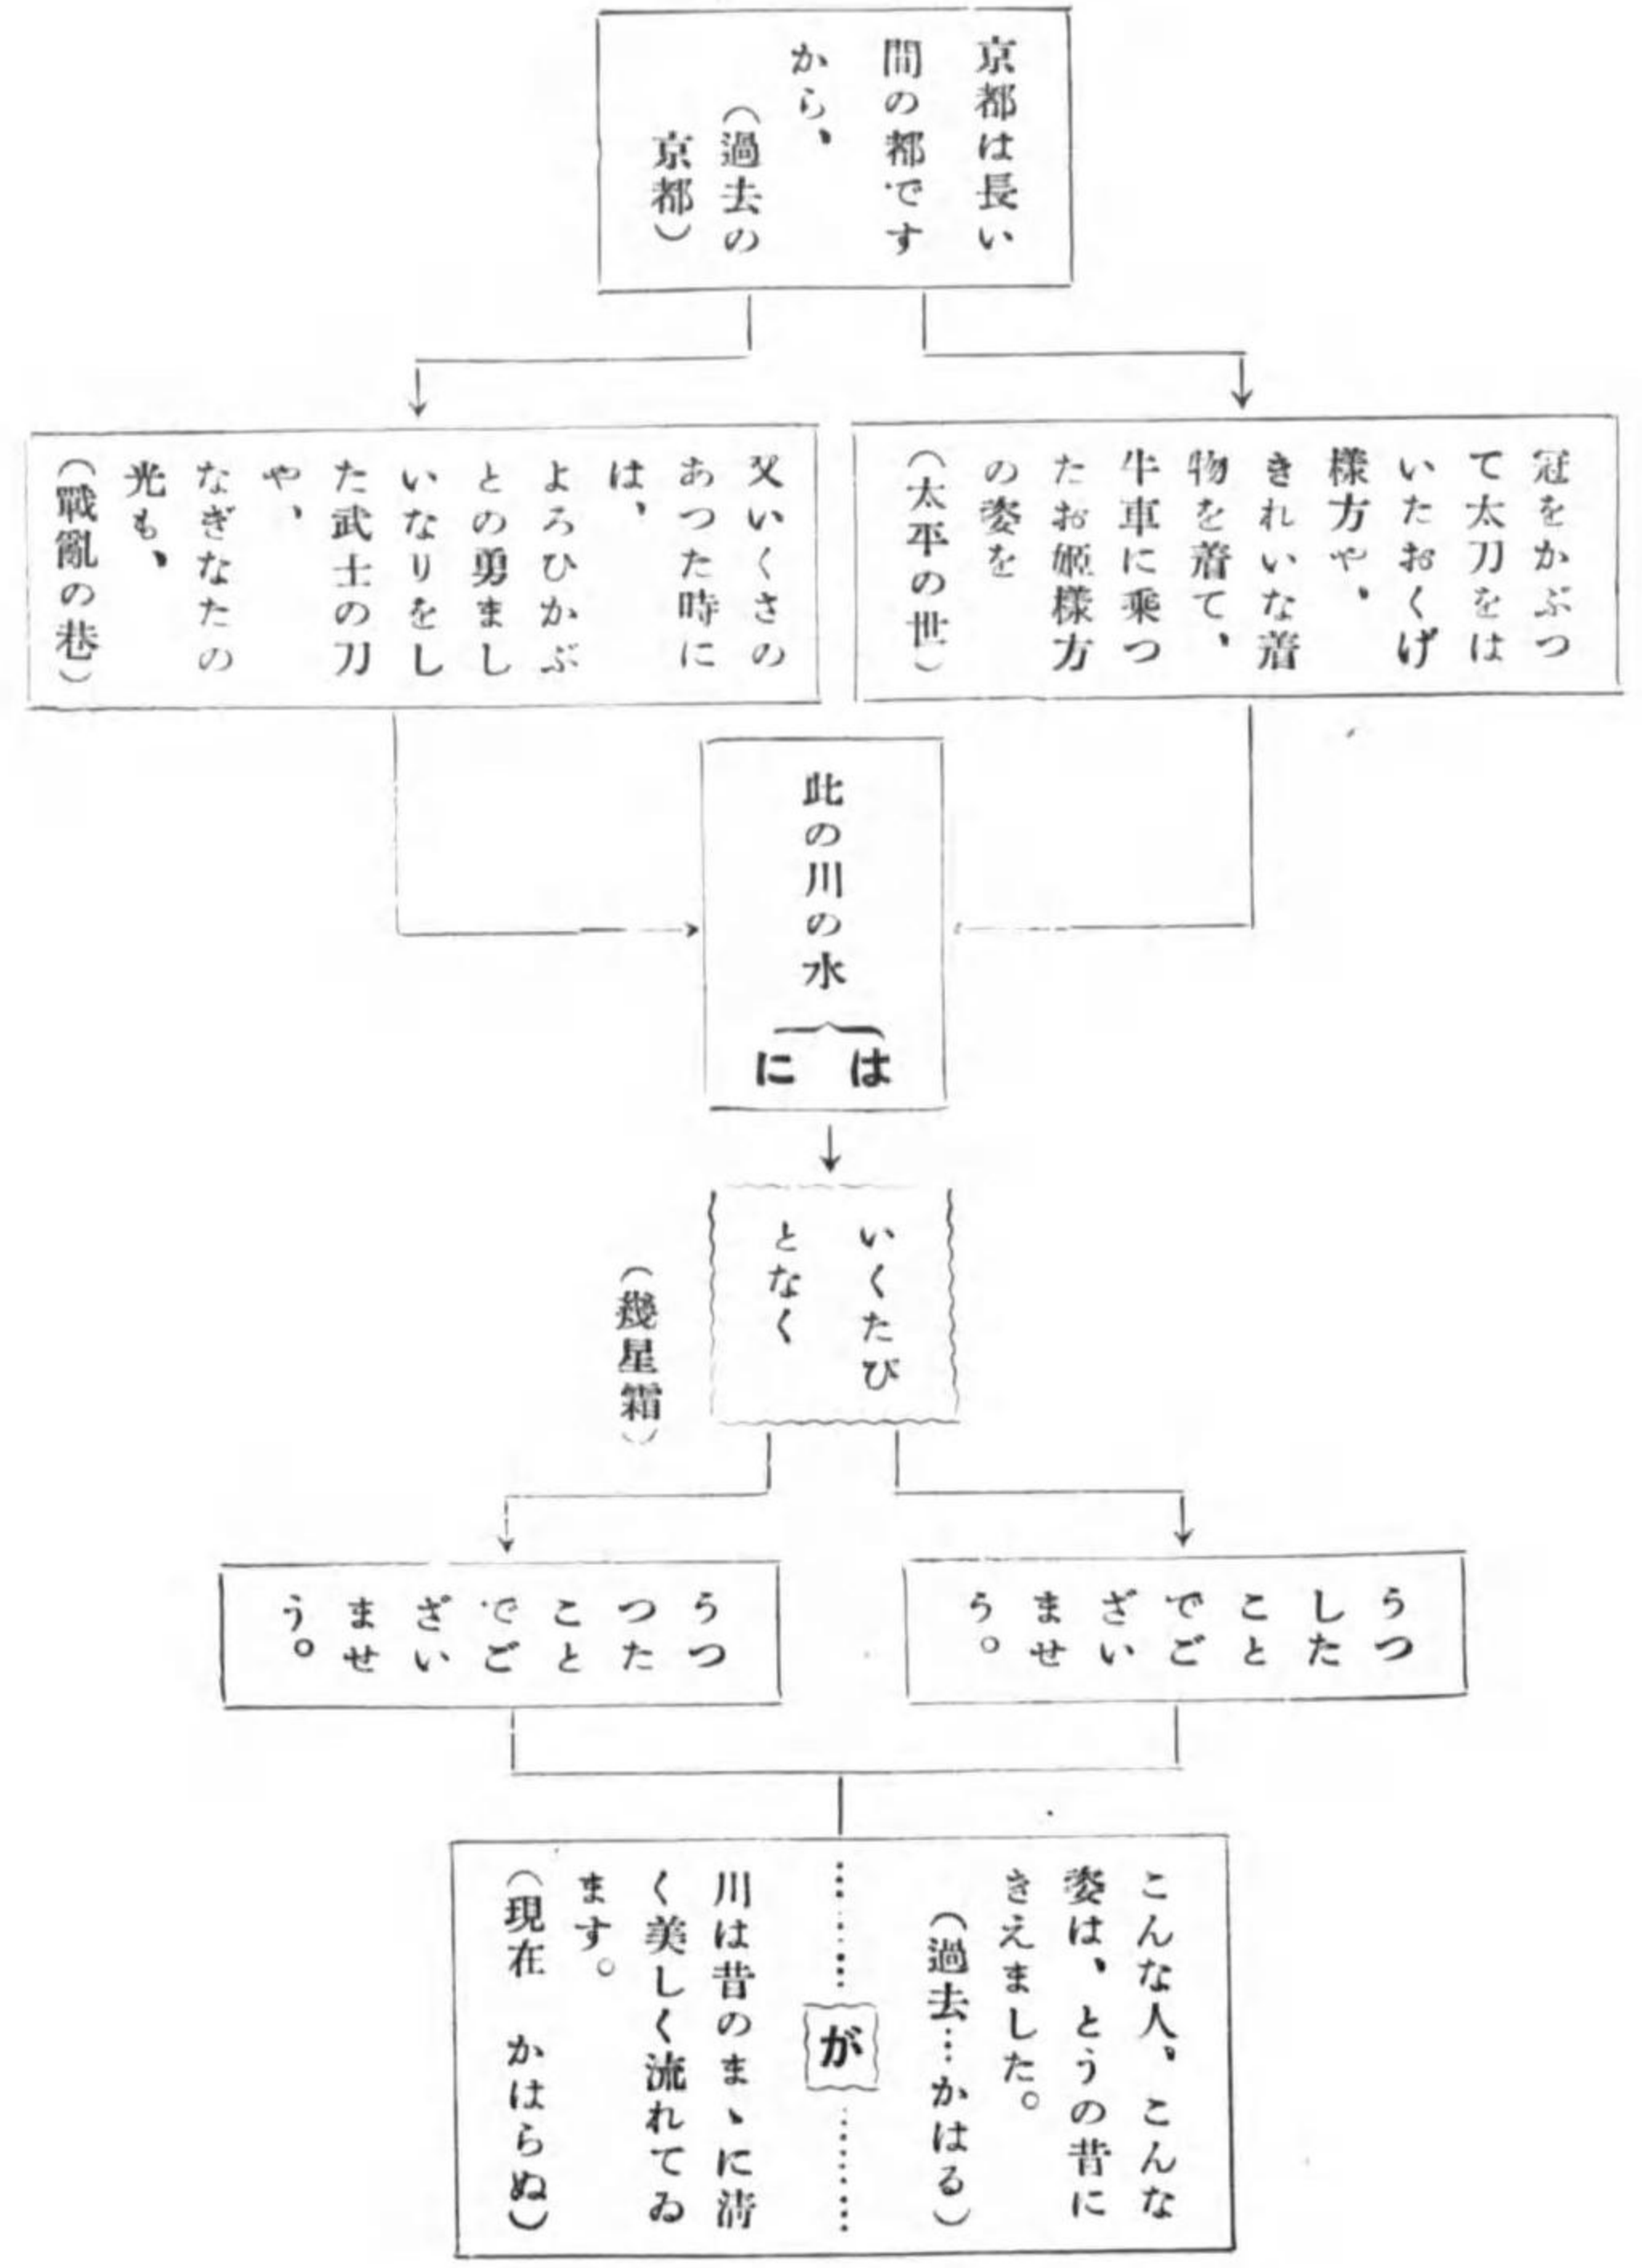 京都は長い
間の都です
から、
(過去の
京都)
冠をかぶつ
て太刀をは
いたおくげ
樣方や、
きれいな着
物を着て、
牛車に乘つ
たお姬樣方
の姿を
(太平の世)
又いくさの
あつた時に
は、
よろひかぶ
との勇まし
いなりをし
た武士の刀
や、
なぎなたの
光も、
(戰亂の巷)
此の川の水
は
に
いくたび
となく
(幾星霜)
うつ
した
こと
でご
ざい
ませ
う。
うつ
つた
こと
でご
ざい
ませ
う。
こんな人、こんな
姿は、とうの昔に
きえました。
(過去…かはる)
……が……
川は昔のまゝに淸
く美しく流れてゐ
ます。
(現在 かはらぬ)